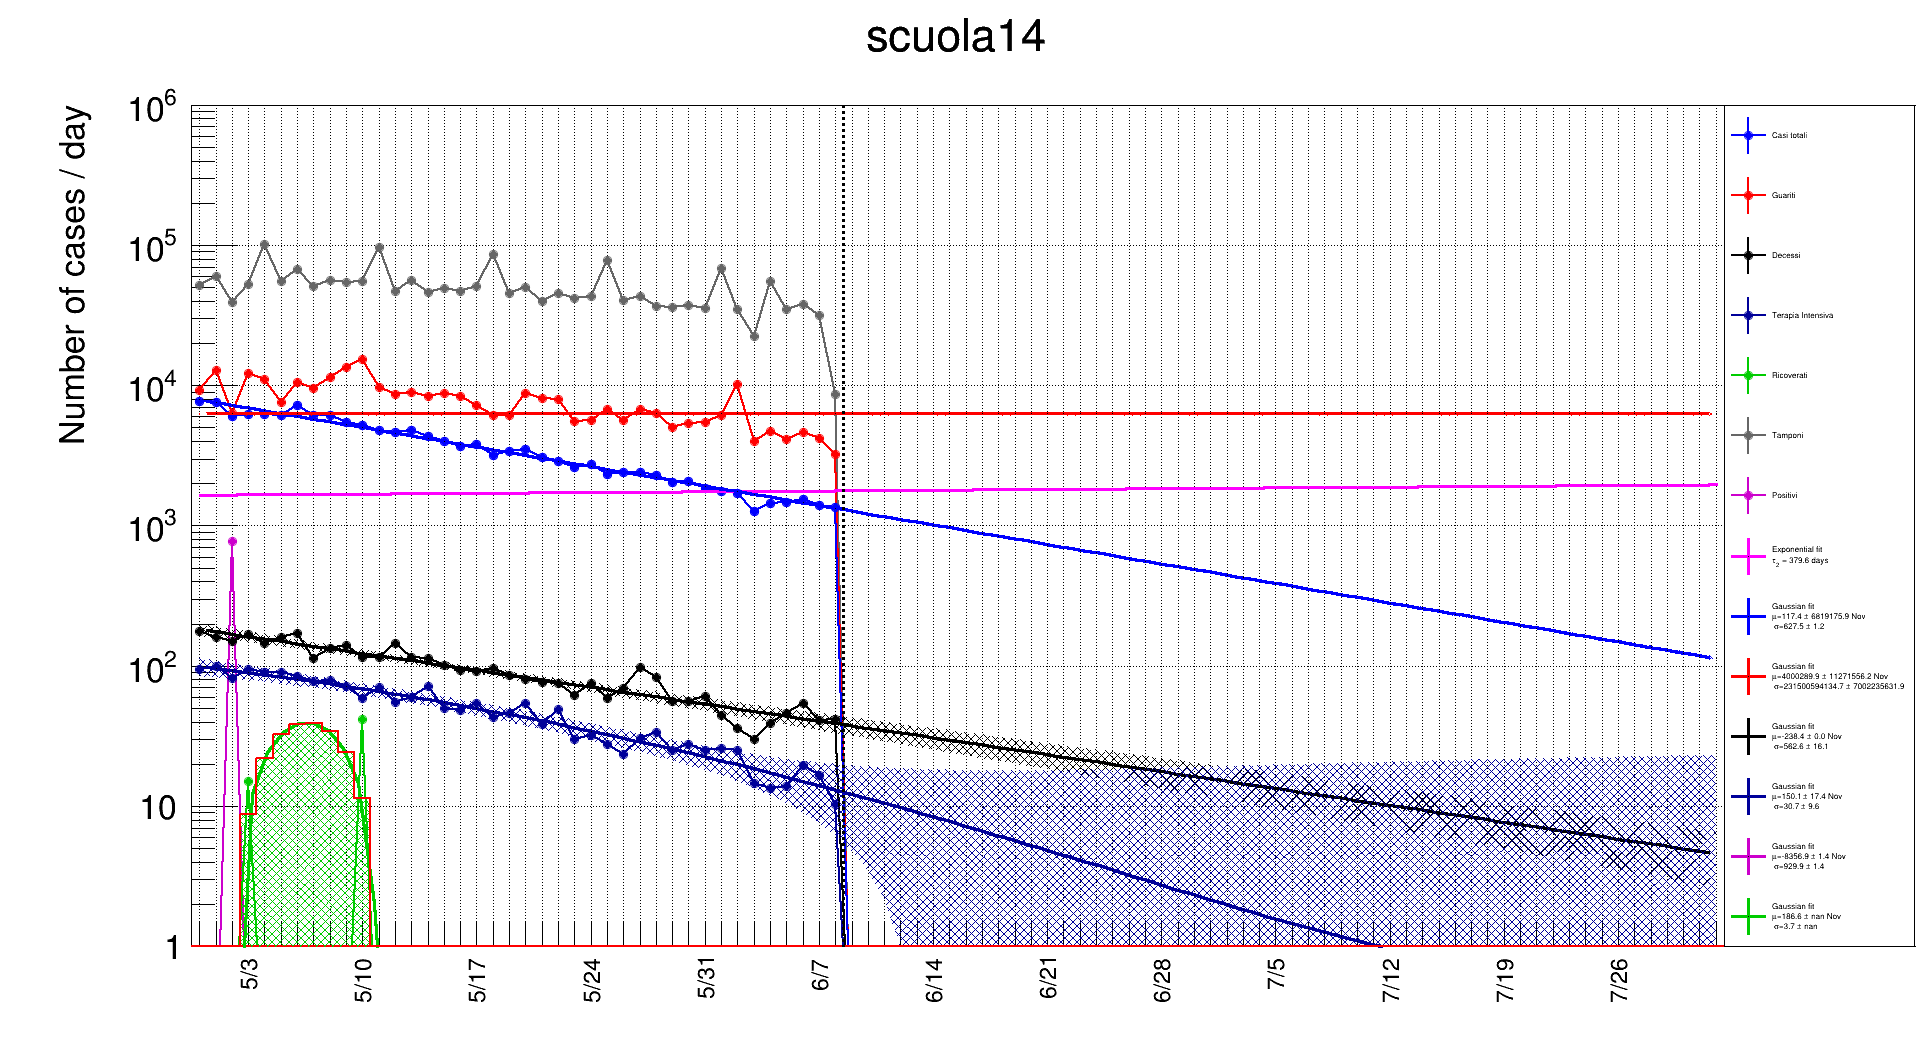 scuola14
Number of cases / day
10^6
10^5
10^4
10^3
10^2
10
1
5/3
5/10
5/17
5/24
5/31
6/7
6/14
6/21
6/28
7/5
7/12
7/19
7/26
Casi totali
Guariti
Decessi
Terapia Intensiva
Ricoverati
Tamponi
Positivi
Exponential fit
τ_2 = 379.6 days
Gaussian fit
μ=117.4 ± 6819175.9 Nov
σ=627.5 ± 1.2
Gaussian fit
μ=4000289.9 ± 11271556.2 Nov
σ=231500594134.7 ± 7002235631.9
Gaussian fit
μ=-238.4 ± 0.0 Nov
σ=562.6 ± 16.1
Gaussian fit
μ=150.1 ± 17.4 Nov
σ=30.7 ± 9.6
Gaussian fit
μ=-8356.9 ± 1.4 Nov
σ=929.9 ± 1.4
Gaussian fit
μ=186.6 ± nan Nov
σ=3.7 ± nan